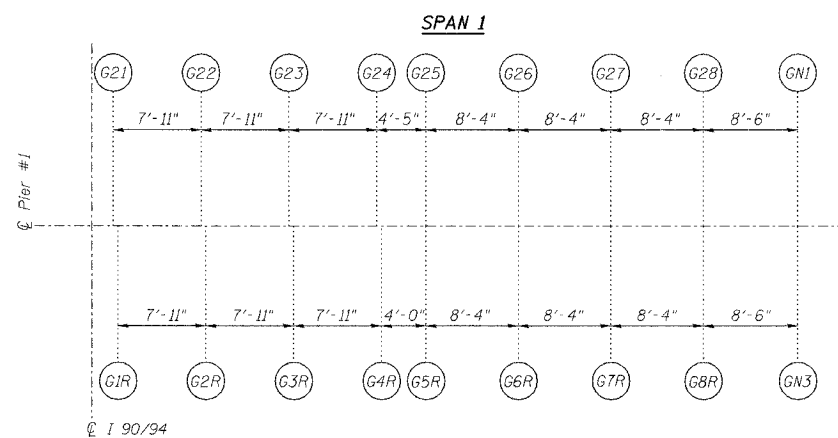 SPAN 1
G21 G22 G23 G24 G25 G26 G27 G28 GN1
7'-11" 7'-11" 7'-11" 4'-5" 8'-4" 8'-4" 8'-4" 8'-6"
℄ Pier #1
7'-11" 7'-11" 7'-11" 4'-0" 8'-4" 8'-4" 8'-4" 8'-6"
G1R G2R G3R G4R G5R G6R G7R G8R GN3
℄ I 90/94